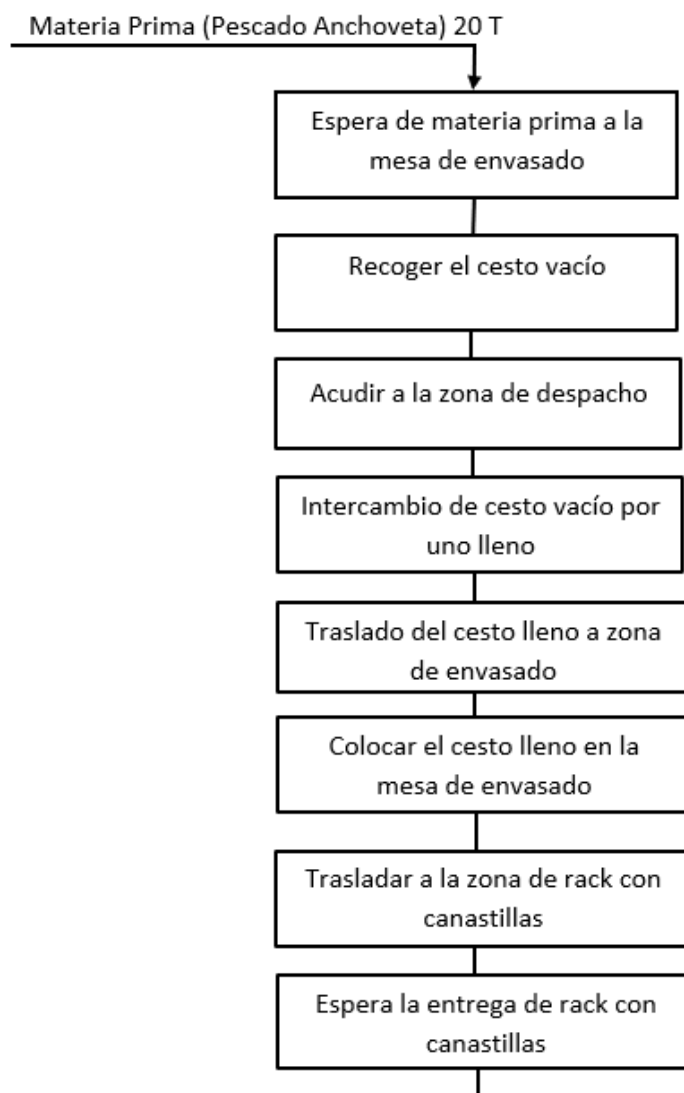 Materia Prima (Pescado Anchoveta) 20 T
Espera de materia prima a la
mesa de envasado
Recoger el cesto vacío
Acudir a la zona de despacho
Intercambio de cesto vacío por
uno lleno
Traslado del cesto lleno a zona
de envasado
Colocar el cesto lleno en la
mesa de envasado
Trasladar a la zona de rack con
canastillas
Espera la entrega de rack con
canastillas